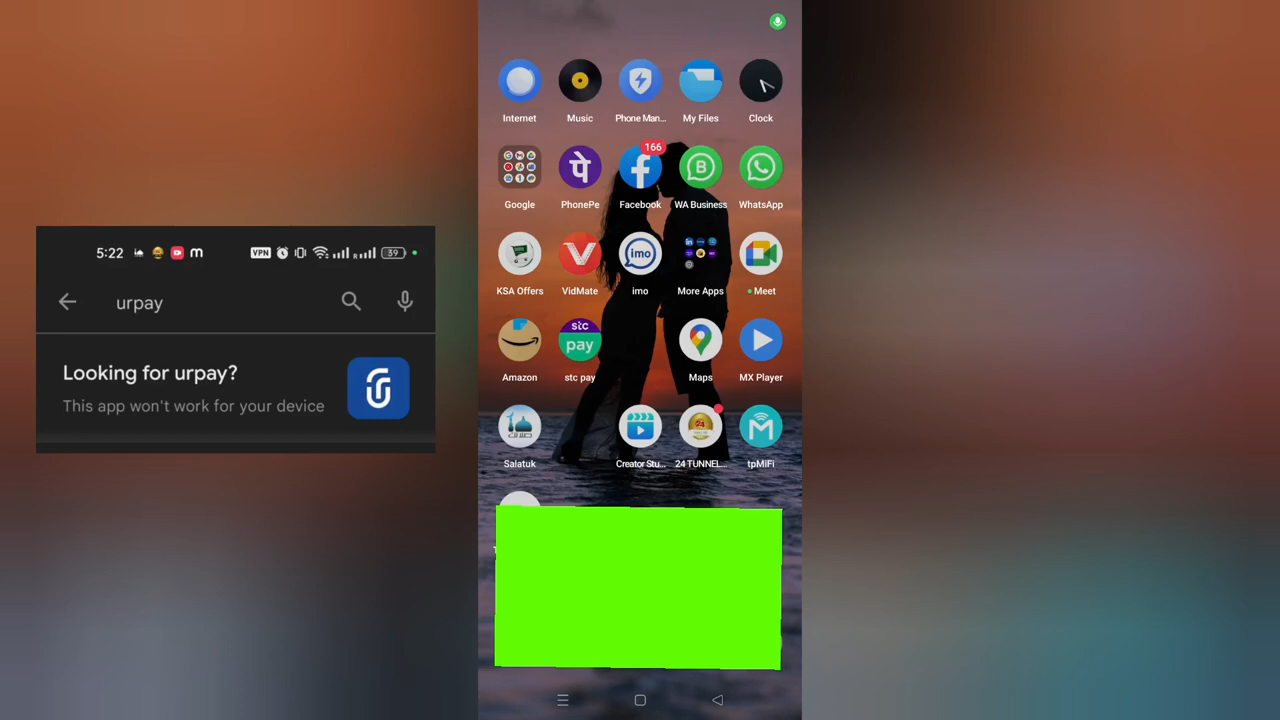 5:22 VPN R 39
urpay
Looking for urpay?
This app won't work for your device
Internet Music Phone Man... My Files Clock
166
Google PhonePe Facebook WA Business WhatsApp
KSA Offers VidMate imo More Apps Meet
stc
pay
Amazon stc pay Maps MX Player
24
Salatuk Creator Stu... 24 TUNNEL... tpMiFi